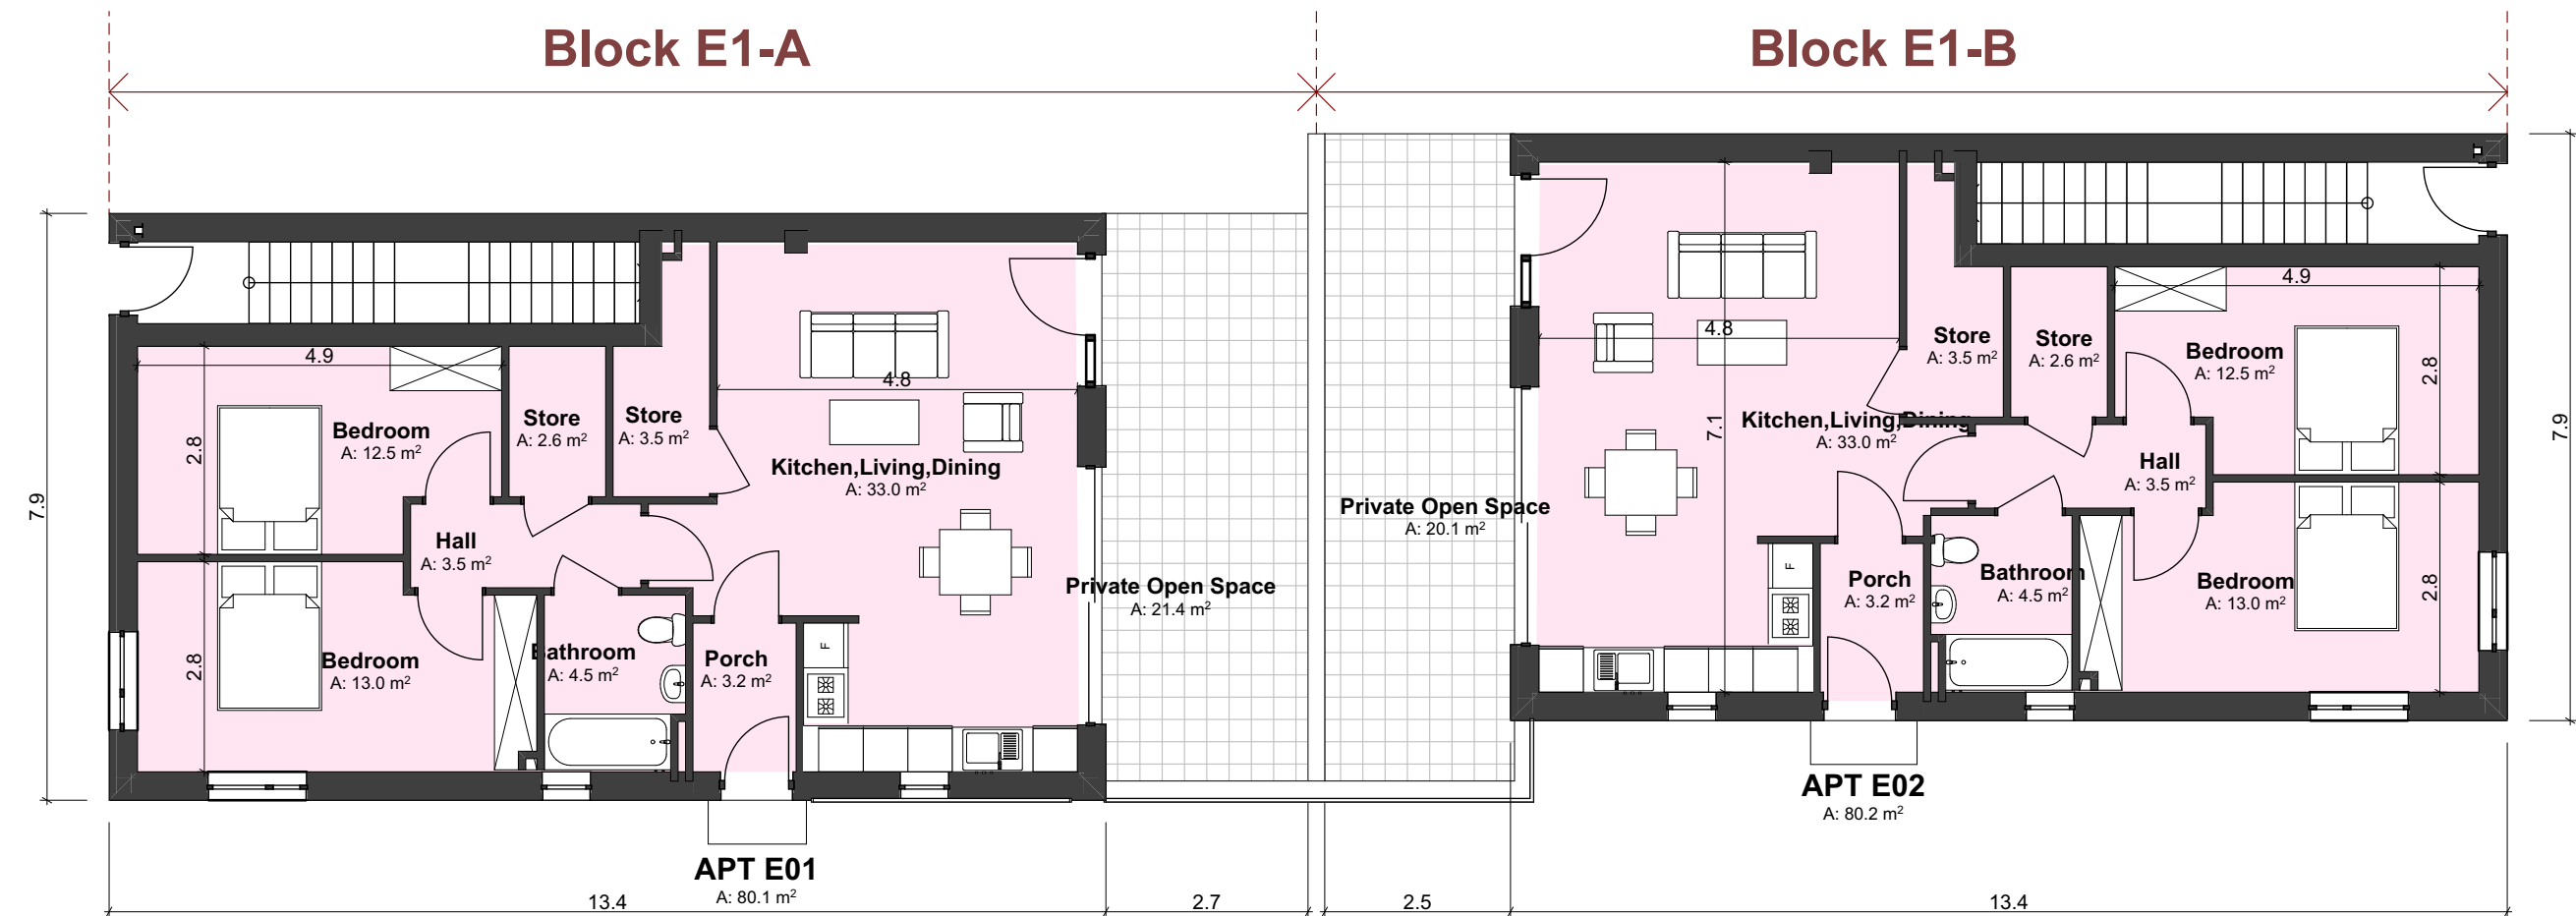 Block E1-A
Block E1-B
4.9
Bedroom
A: 12.5 m²
2.8
Store
A: 2.6 m²
Store
A: 3.5 m²
4.8
Kitchen,Living,Dining
A: 33.0 m²
7.9
Hall
A: 3.5 m²
Bedroom
A: 13.0 m²
2.8
Bathroom
A: 4.5 m²
Porch
A: 3.2 m²
F
Private Open Space
A: 21.4 m²
APT E01
A: 80.1 m²
13.4
2.7
Private Open Space
A: 20.1 m²
4.8
7.1
Kitchen,Living,Dining
A: 33.0 m²
Store
A: 3.5 m²
Store
A: 2.6 m²
4.9
Bedroom
A: 12.5 m²
2.8
7.9
Hall
A: 3.5 m²
F
Porch
A: 3.2 m²
Bathroom
A: 4.5 m²
Bedroom
A: 13.0 m²
2.8
APT E02
A: 80.2 m²
2.5
13.4